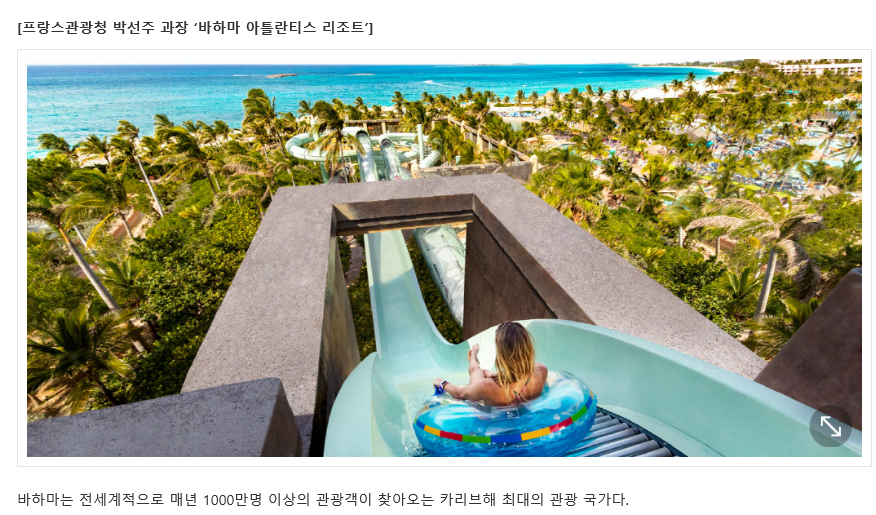 [프랑스관광청 박선주 과장 ‘바하마 아틀란티스 리조트’]
바하마는 전세계적으로 매년 1000만명 이상의 관광객이 찾아오는 카리브해 최대의 관광 국가다.